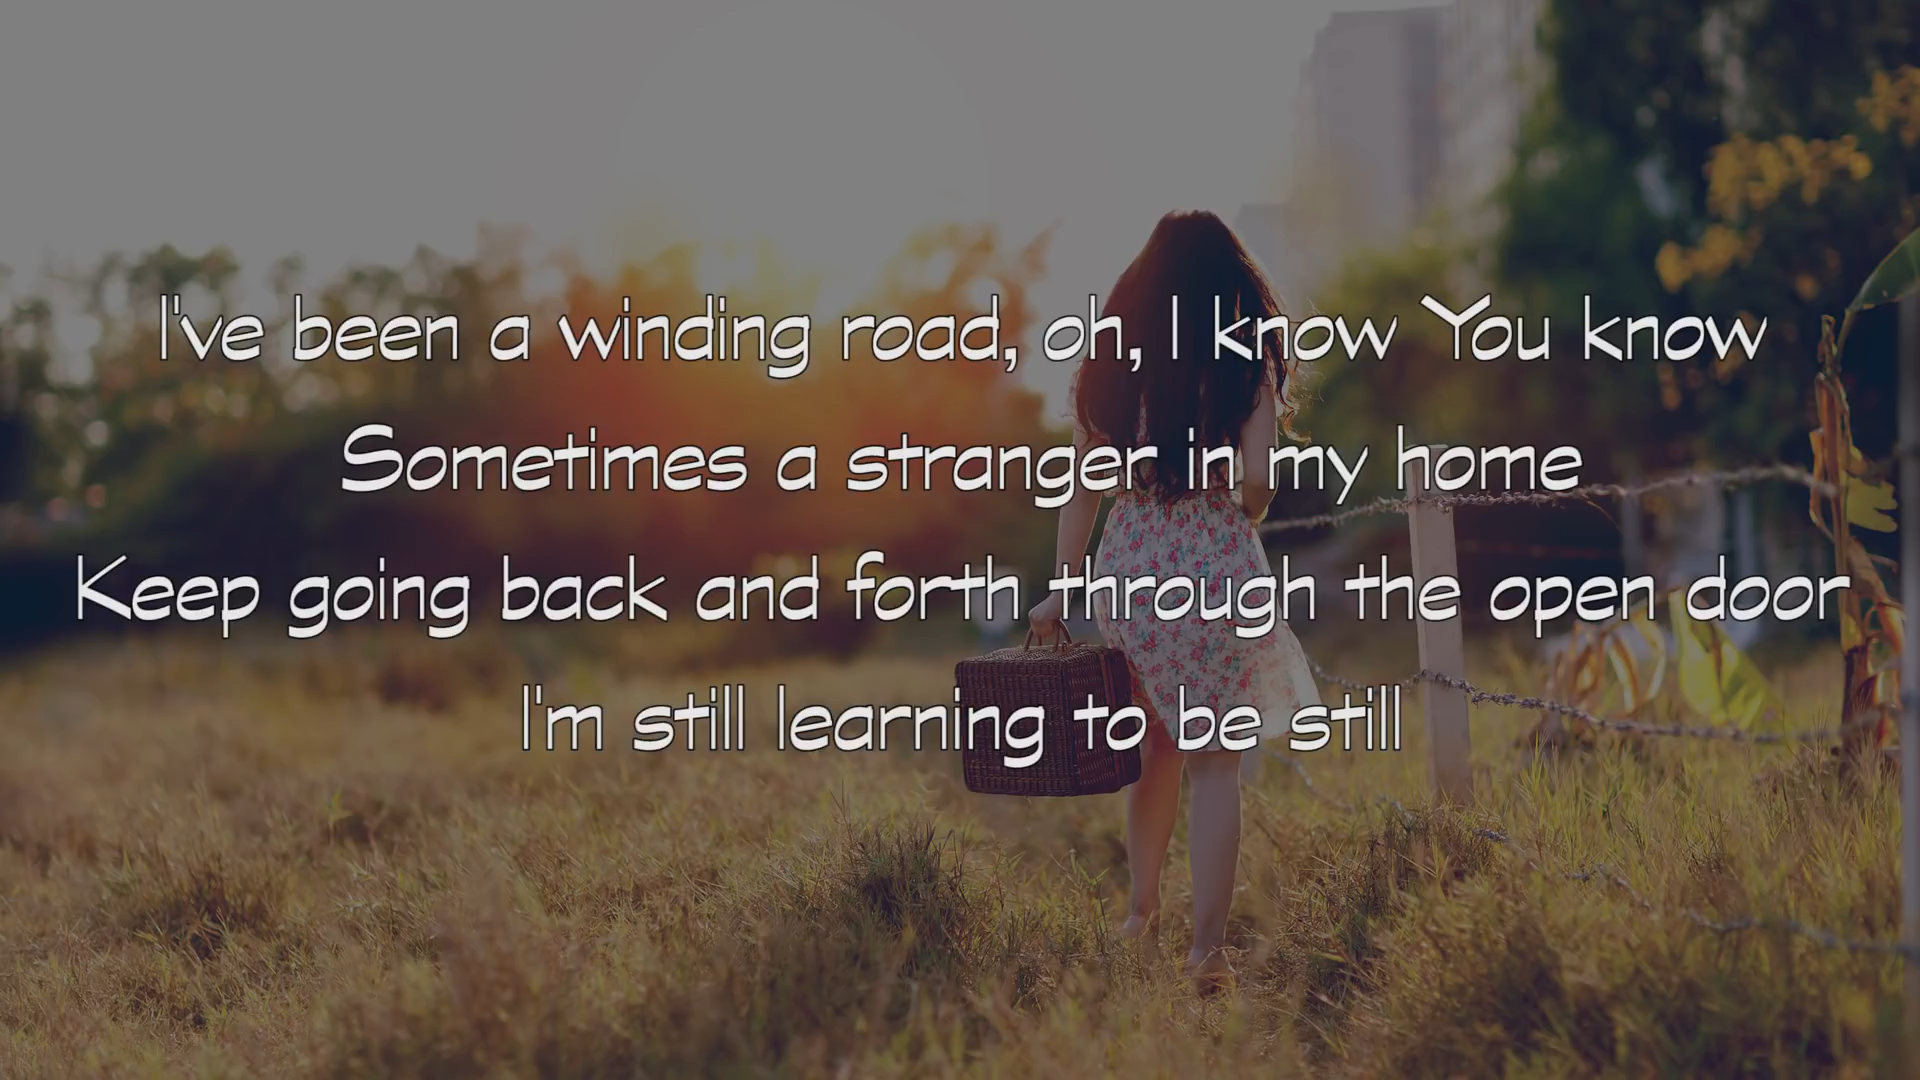 I've been a winding road, oh, I know You know
Sometimes a stranger in my home
Keep going back and forth through the open door
I'm still learning to be still